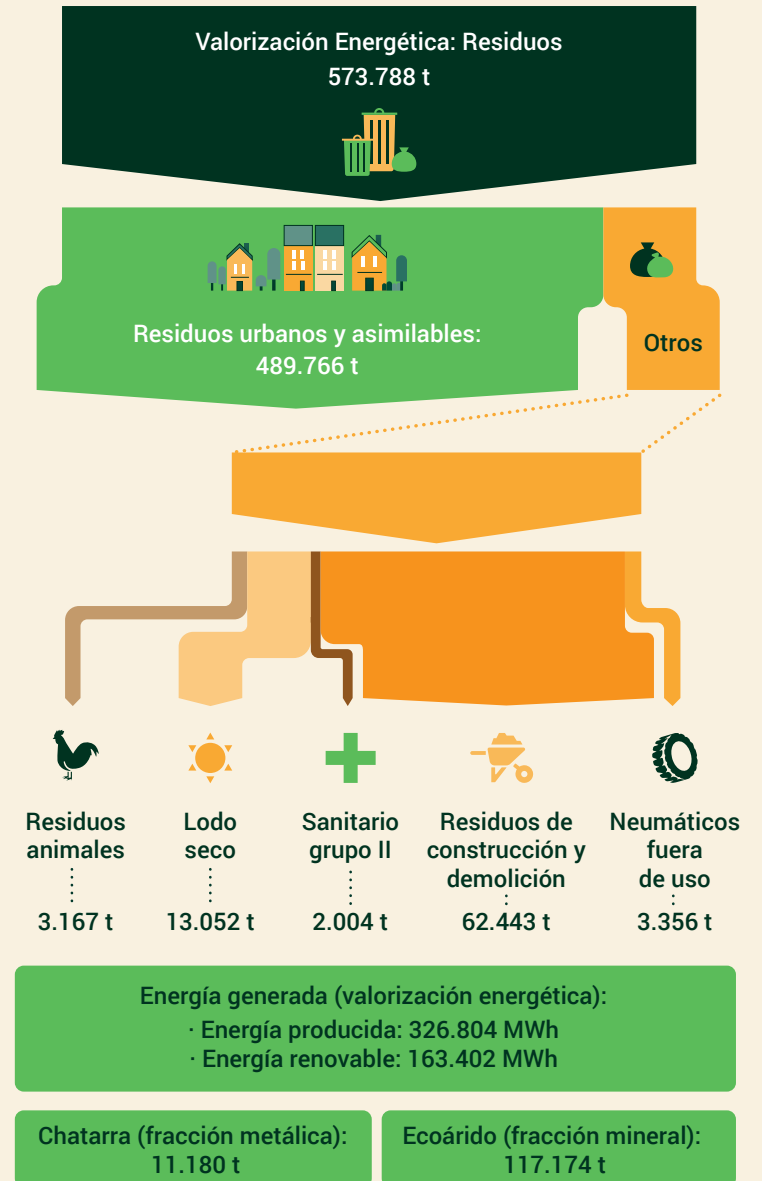 Valorización Energética: Residuos
573.788 t
Residuos urbanos y asimilables:
489.766 t
Otros
Residuos
animales
3.167 t
Lodo
seco
13.052 t
Sanitario
grupo II
2.004 t
Residuos de
construcción y
demolición
62.443 t
Neumáticos
fuera
de uso
3.356 t
Energía generada (valorización energética):
· Energía producida: 326.804 MWh
· Energía renovable: 163.402 MWh
Chatarra (fracción metálica):
11.180 t
Ecoárido (fracción mineral):
117.174 t